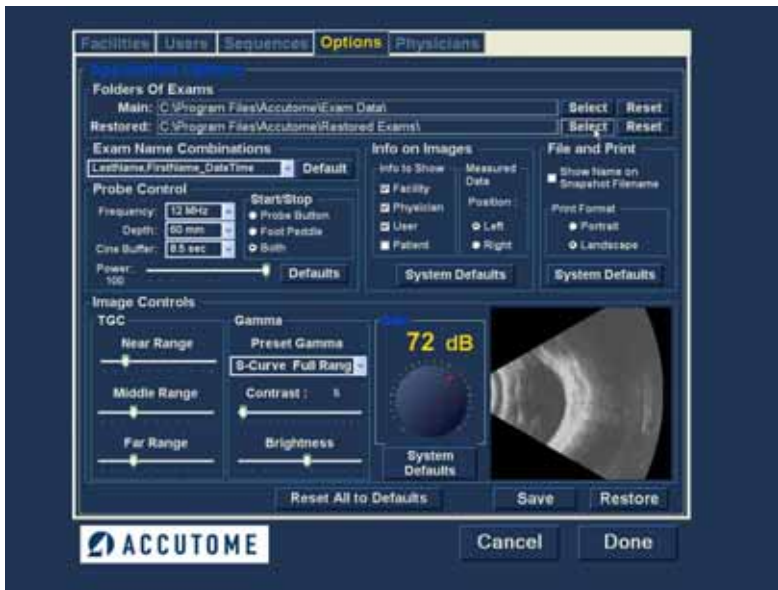 Facilities Users Sequences Options Physicians
Application Options
Folders Of Exams
Main: C:\Program Files\Accutome\Exam Data\ Select Reset
Restored: C:\Program Files\Accutome\Restored Exams\ Select Reset
Exam Name Combinations
LastName,FirstName_DateTime Default
Probe Control
Frequency: 12 MHz
Depth: 60 mm
Cine Buffer: 8.5 sec
Power:
100
Start/Stop
Probe Button
Foot Peddle
Both
Defaults
Info on Images
Info to Show
Facility
Physician
User
Patient
Measured
Data
Position
Left
Right
System Defaults
File and Print
Show Name on
Snapshot Filename
Print Format
Portrait
Landscape
System Defaults
Image Controls
TGC
Near Range
Middle Range
Far Range
Gamma
Preset Gamma
S-Curve Full Rang
Contrast :
Brightness
Gain
72 dB
System
Defaults
Reset All to Defaults Save Restore
ACCUTOME Cancel Done